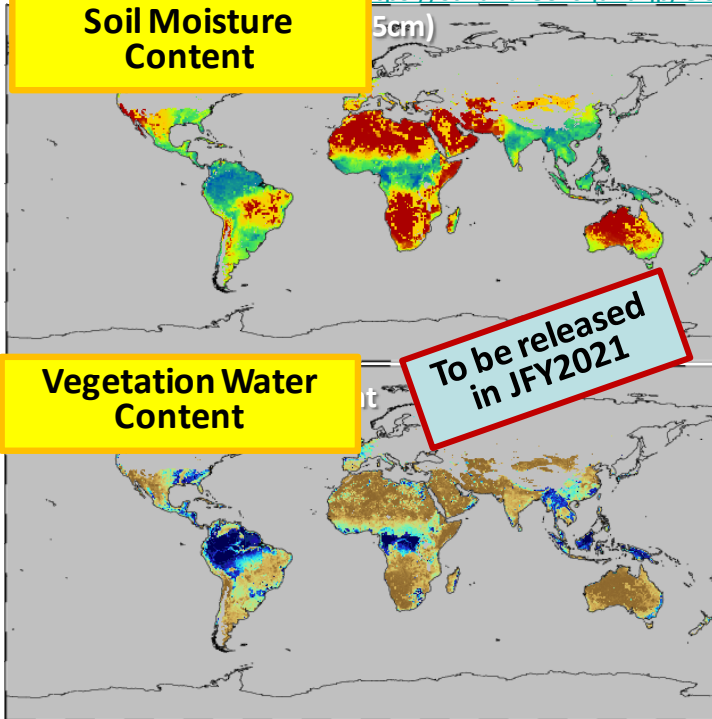 Soil Moisture
Content
5cm)
To be released
in JFY2021
Vegetation Water
Content